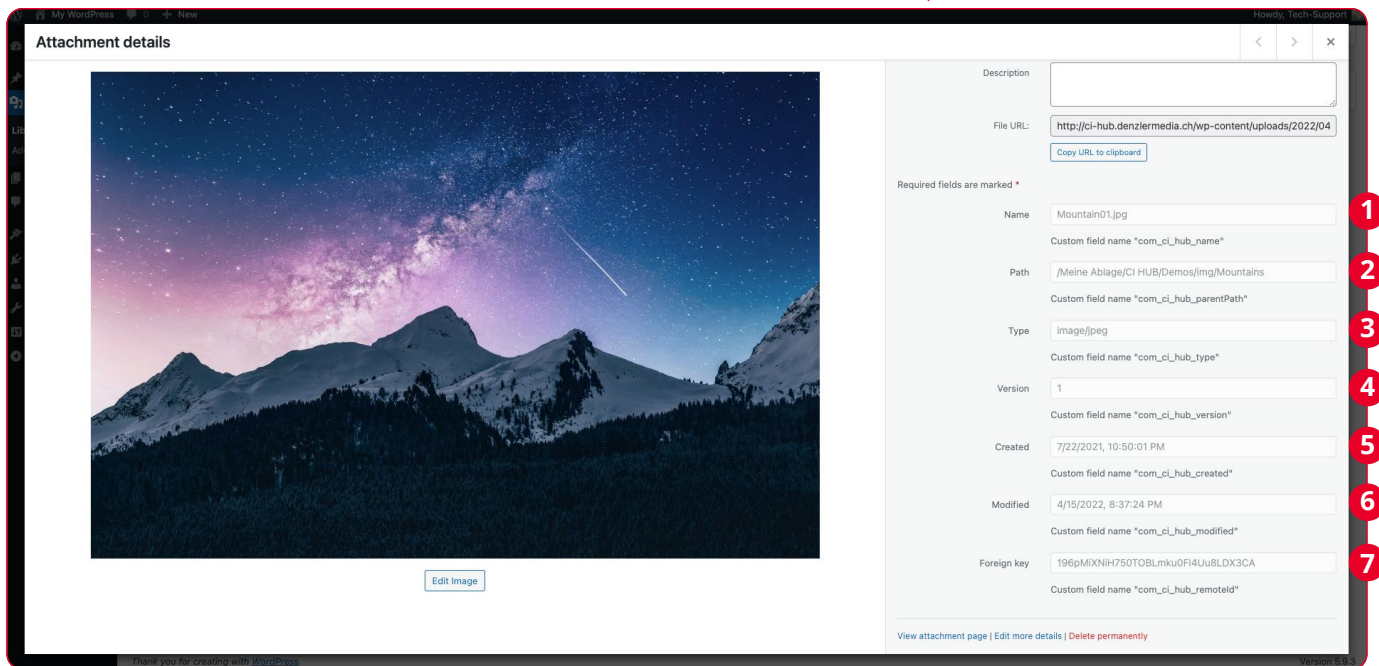 My WordPress 0 + New Howdy, Tech-Support
Attachment details
Description
File URL: http://ci-hub.denzlermedia.ch/wp-content/uploads/2022/04
Copy URL to clipboard
Required fields are marked *
Name Mountain01.jpg 1
Custom field name "com_ci_hub_name"
Path /Meine Ablage/CI HUB/Demos/img/Mountains 2
Custom field name "com_ci_hub_parentPath"
Type image/jpeg 3
Custom field name "com_ci_hub_type"
Version 1 4
Custom field name "com_ci_hub_version"
Created 7/22/2021, 10:50:01 PM 5
Custom field name "com_ci_hub_created"
Modified 4/15/2022, 8:37:24 PM 6
Custom field name "com_ci_hub_modified"
Foreign key 7
Custom field name "com_ci_hub_remoteId"
Edit Image
View attachment page | Edit more details | Delete permanently
Thank you for creating with WordPress. Version 5.9.3